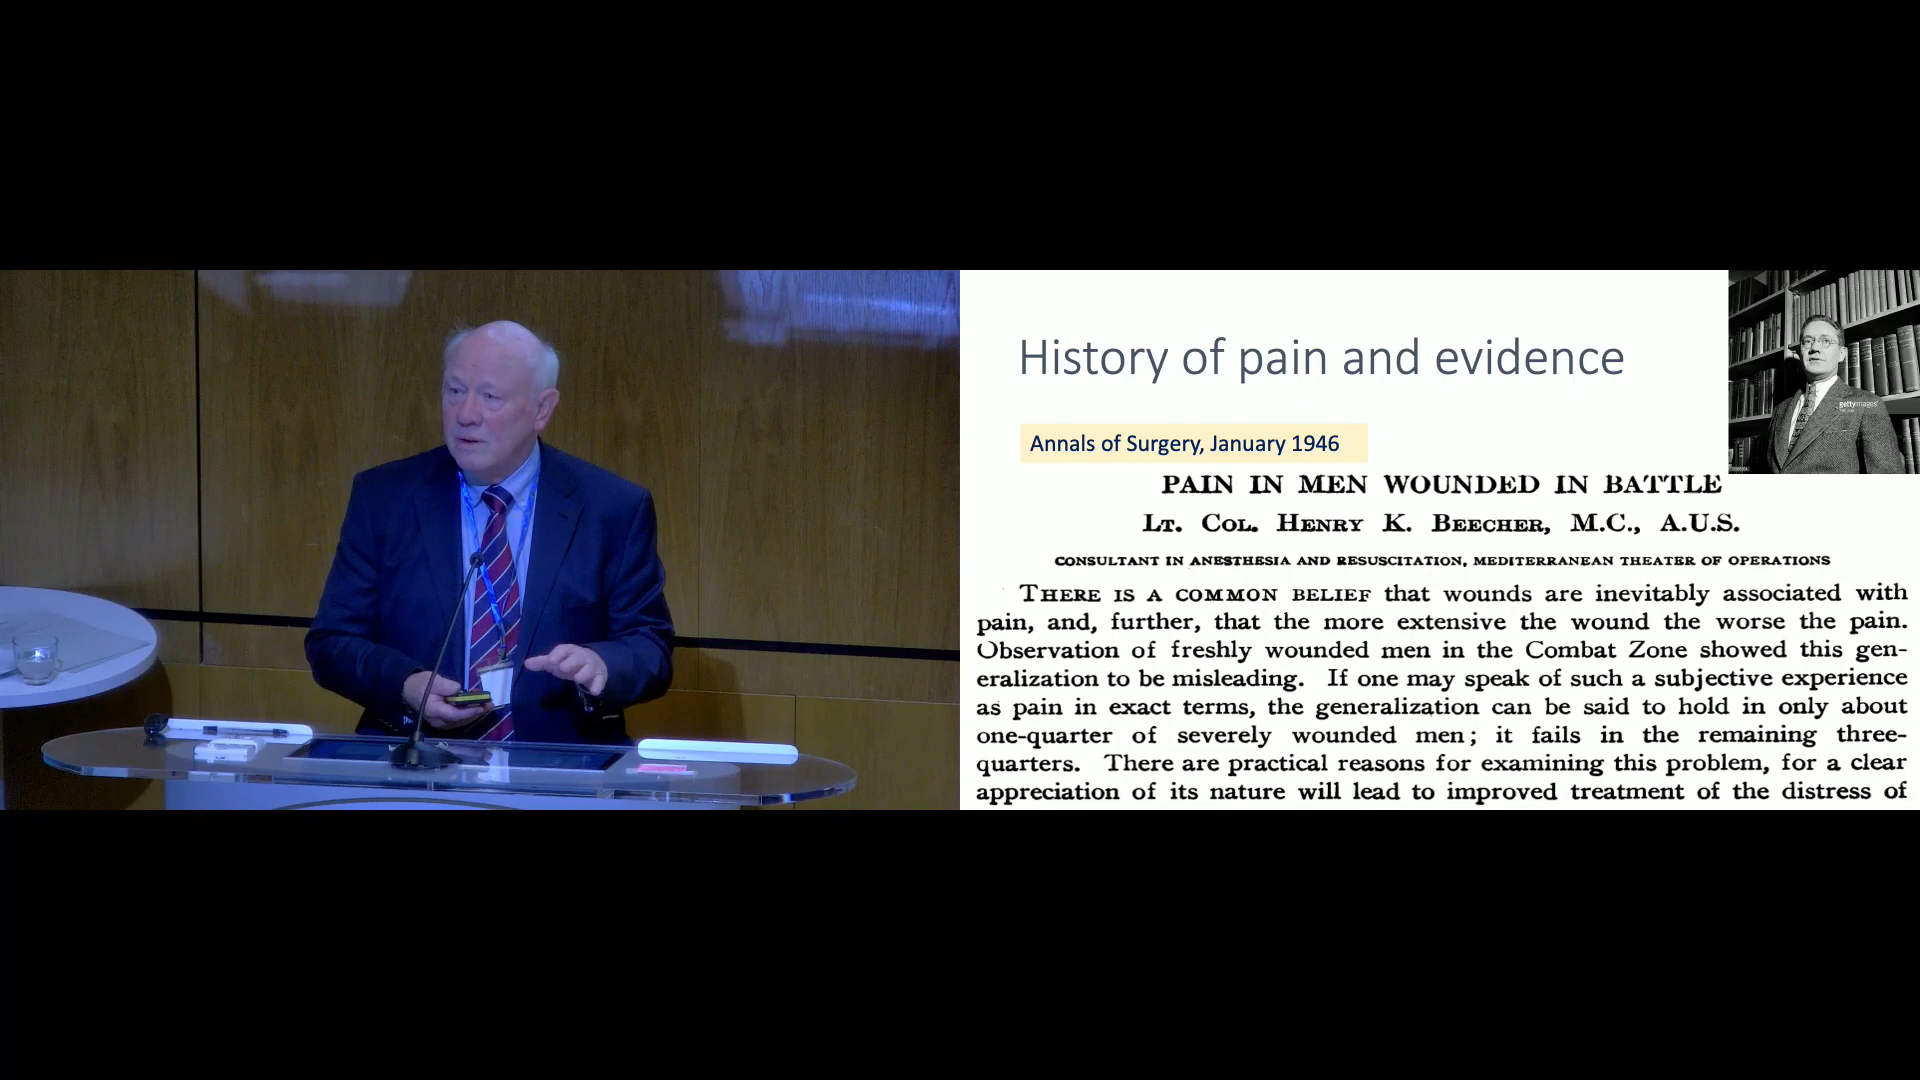 History of pain and evidence
gettyimages
Annals of Surgery, January 1946
PAIN IN MEN WOUNDED IN BATTLE
Lt. Col. Henry K. Beecher, M.C., A.U.S.
CONSULTANT IN ANESTHESIA AND RESUSCITATION, MEDITERRANEAN THEATER OF OPERATIONS
THERE IS A COMMON BELIEF that wounds are inevitably associated with
pain, and, further, that the more extensive the wound the worse the pain.
Observation of freshly wounded men in the Combat Zone showed this gen-
eralization to be misleading. If one may speak of such a subjective experience
as pain in exact terms, the generalization can be said to hold in only about
one-quarter of severely wounded men; it fails in the remaining three-
quarters. There are practical reasons for examining this problem, for a clear
appreciation of its nature will lead to improved treatment of the distress of